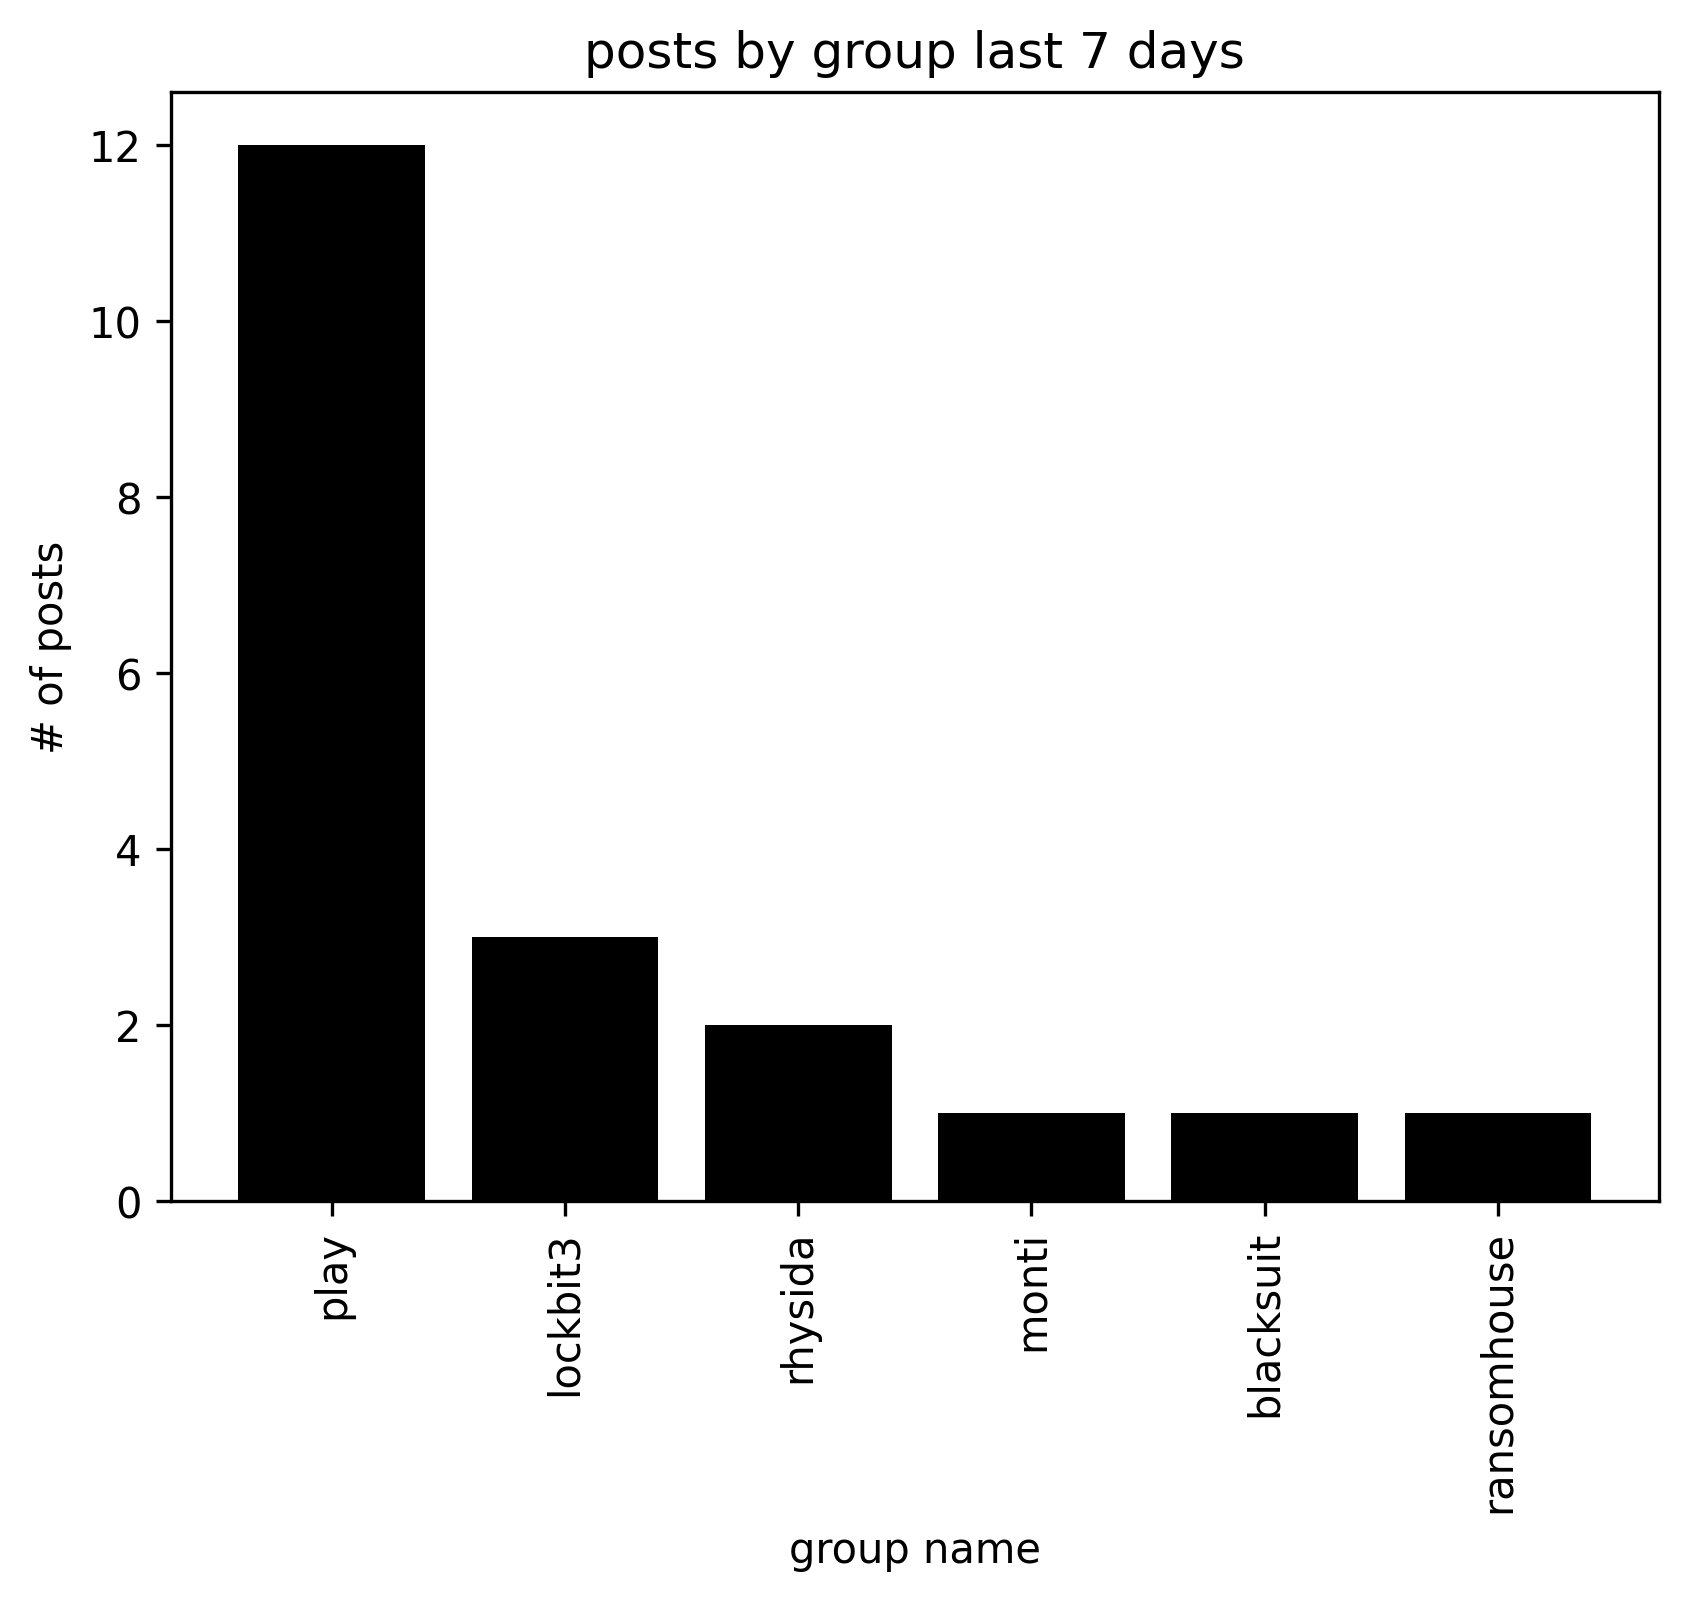 posts by group last 7 days
# of posts
12
10
8
6
4
2
0
play
lockbit3
rhysida
monti
blacksuit
ransomhouse
group name